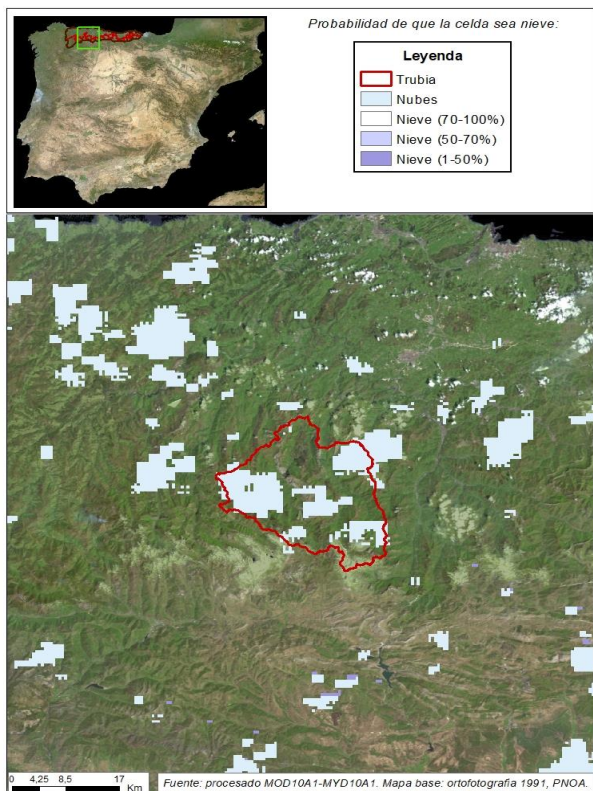 Probabilidad de que la celda sea nieve:
Leyenda
Trubia
Nubes
Nieve (70-100%)
Nieve (50-70%)
Nieve (1-50%)
0 4,25 8,5 17
Km
Fuente: procesado MOD10A1-MYD10A1. Mapa base: ortofotografía 1991, PNOA.